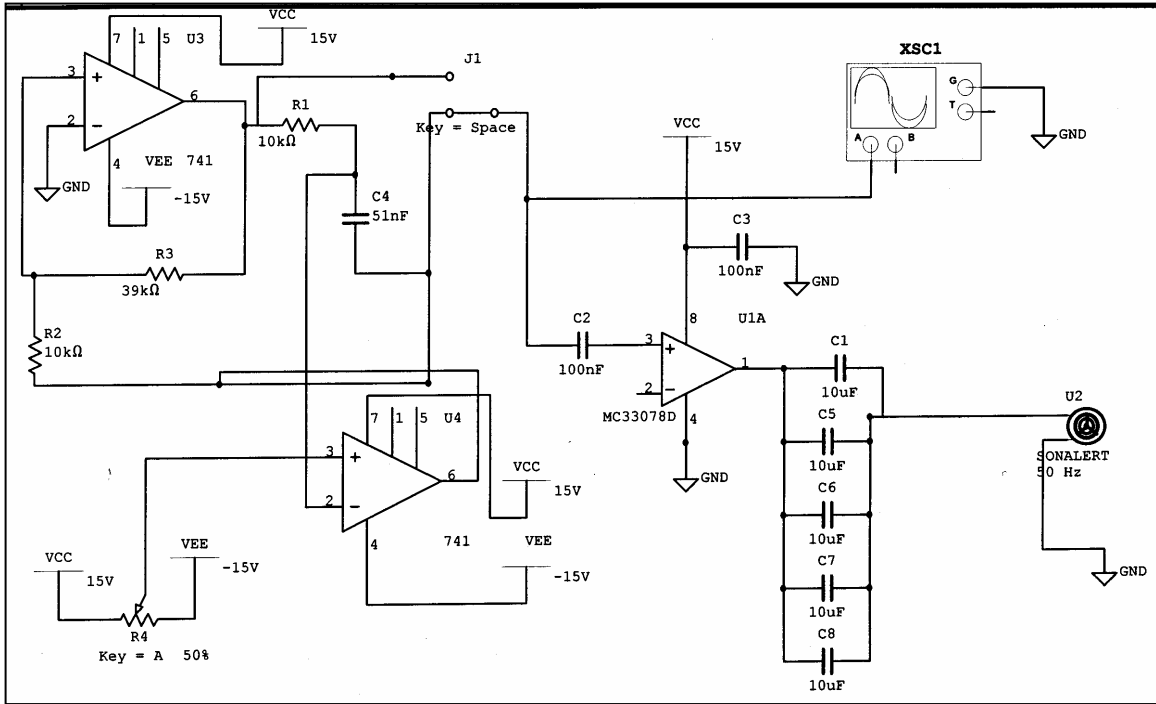 VCC
15V
7 1 5 U3
3
+
6
2
−
4
VEE 741
-15V
GND
R1
10kΩ
J1
Key = Space
C4
51nF
R3
39kΩ
R2
10kΩ
XSC1
G
T
A B
GND
VCC
15V
C3
100nF
GND
8
U1A
C2
100nF
3
+
1
2
−
MC33078D
4
GND
C1
10uF
C5
10uF
C6
10uF
C7
10uF
C8
10uF
U2
SONALERT
50 Hz
GND
7 1 5 U4
3
+
6
2
−
4
741
VCC
15V
VEE
-15V
VCC
15V
VEE
-15V
R4
Key = A 50%